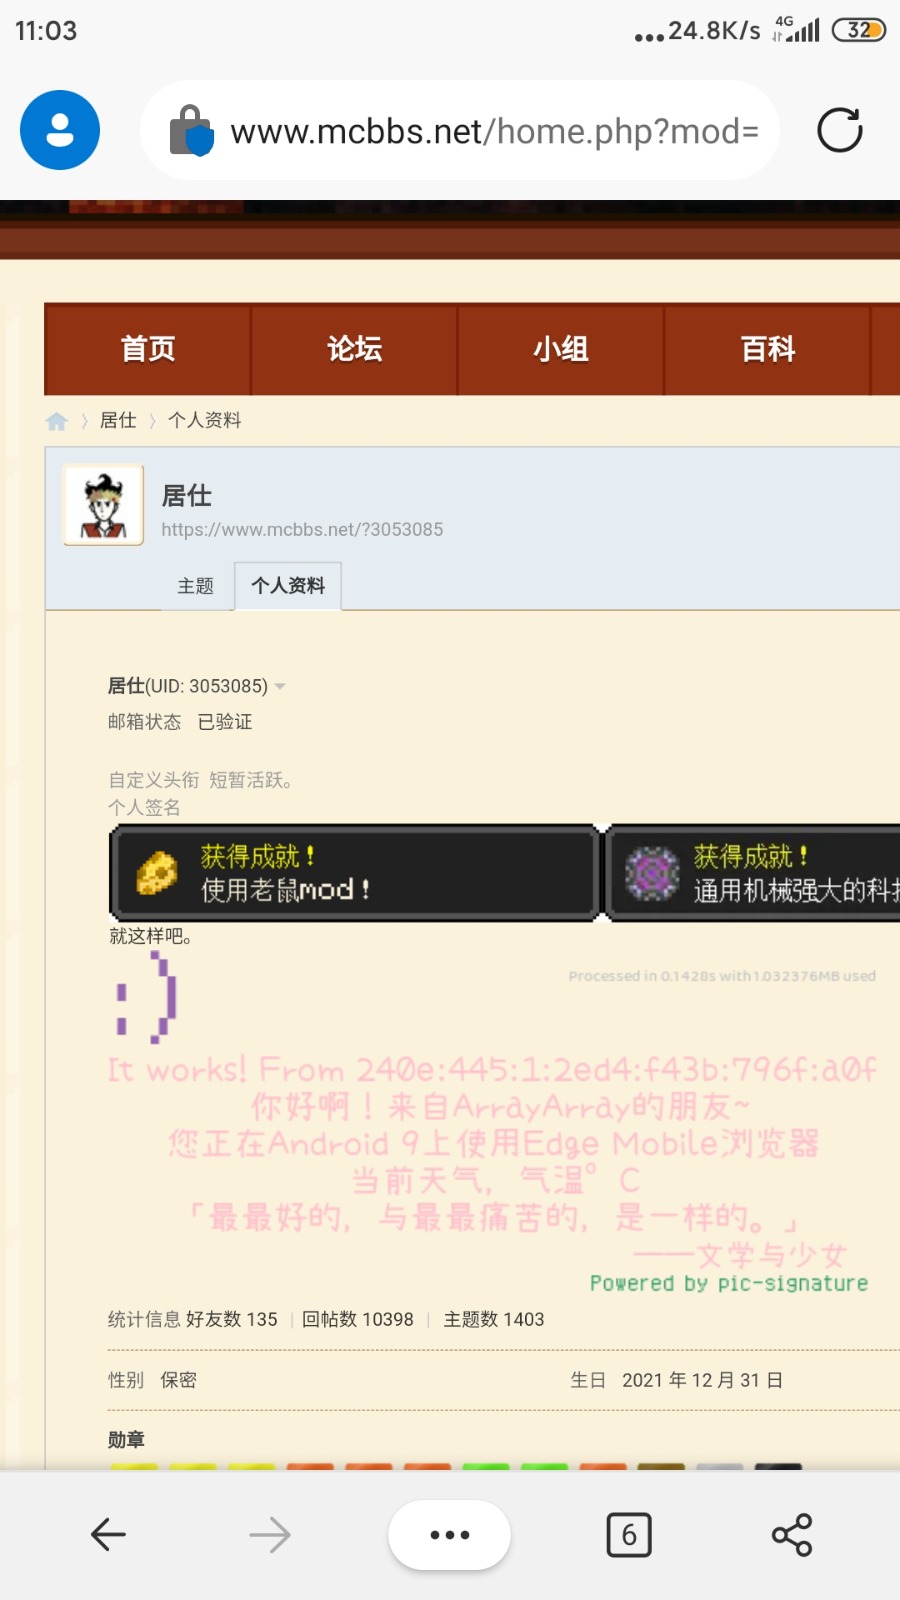 11:03
...24.8K/s 4G 32
www.mcbbs.net/home.php?mod=
首页 论坛 小组 百科
居仕 〉 个人资料
居仕
https://www.mcbbs.net/?3053085
主题 个人资料
居仕(UID: 3053085)
邮箱状态 已验证
自定义头衔 短暂活跃。
个人签名
获得成就！ 获得成就！
使用老鼠mod！ 通用机械强大的科
就这样吧。
:)
Processed in 0.1428s with1.032376MB used
It works! From 240e:445:1:2ed4:f43b:796f:a0f
你好啊！来自ArrayArray的朋友~
您正在Android 9上使用Edge Mobile浏览器
当前天气，气温°C
「最最好的，与最最痛苦的，是一样的。」
——文学与少女
Powered by pic-signature
统计信息 好友数 135 | 回帖数 10398 | 主题数 1403
性别 保密 生日 2021 年 12 月 31 日
勋章
6